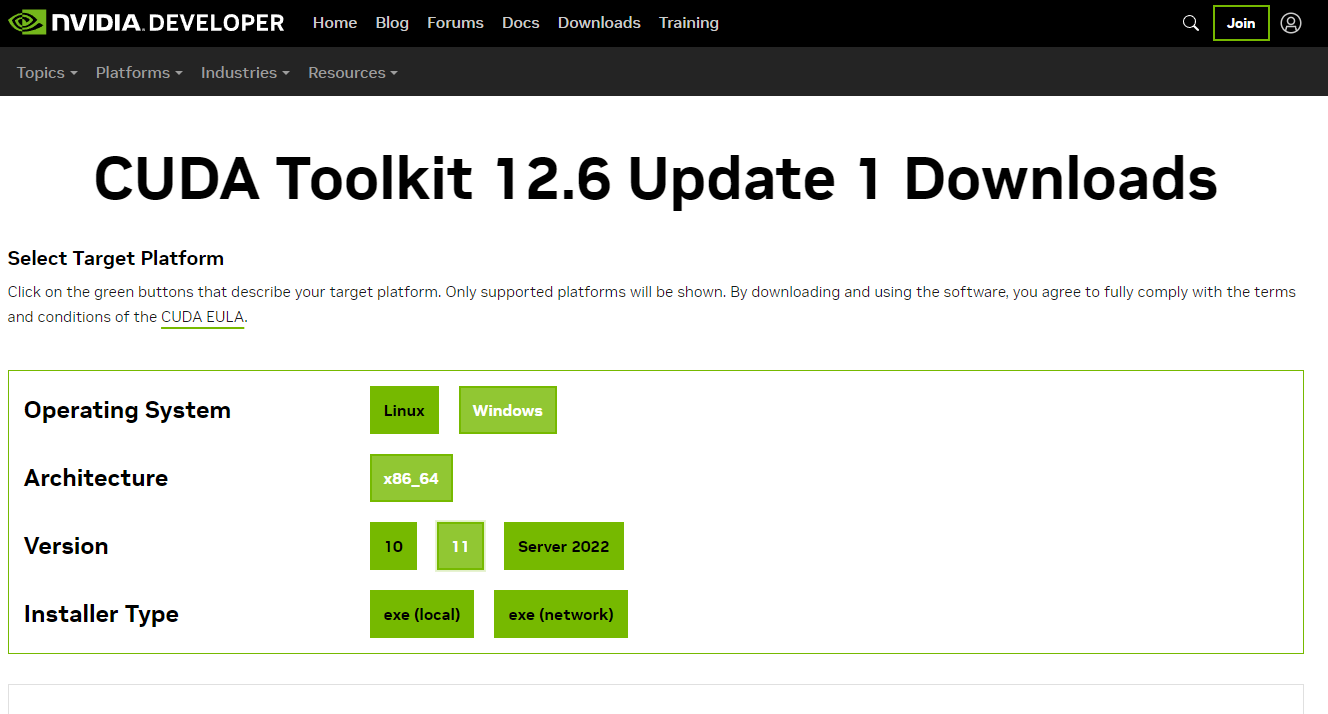 NVIDIA. DEVELOPER Home Blog Forums Docs Downloads Training Join
Topics Platforms Industries Resources
CUDA Toolkit 12.6 Update 1 Downloads
Select Target Platform
Click on the green buttons that describe your target platform. Only supported platforms will be shown. By downloading and using the software, you agree to fully comply with the terms
and conditions of the CUDA EULA.
Operating System Linux Windows
Architecture x86_64
Version 10 11 Server 2022
Installer Type exe (local) exe (network)